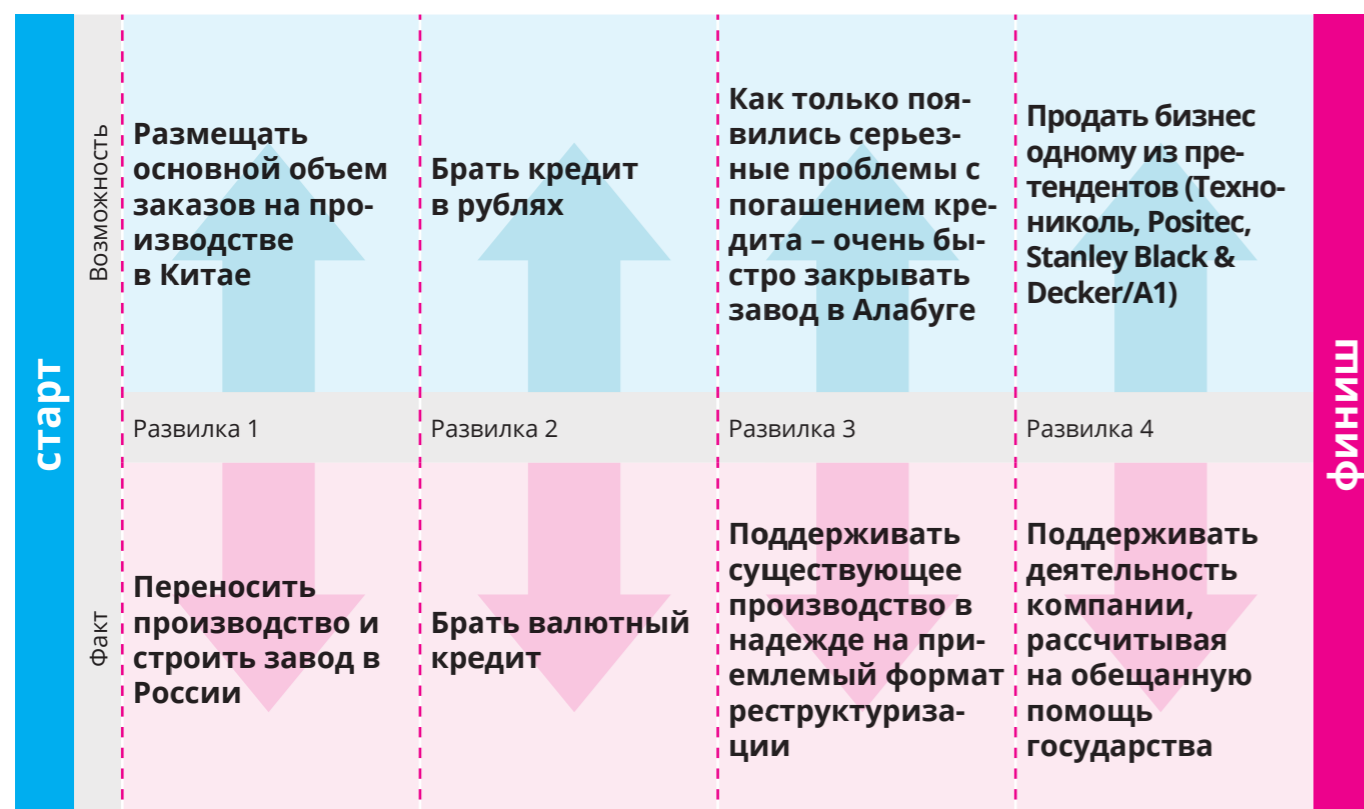 старт
Возможность
Размещать
основной объем
заказов на про-
изводстве
в Китае
Брать кредит
в рублях
Как только поя-
вились серьез-
ные проблемы с
погашением кре-
дита – очень бы-
стро закрывать
завод в Алабуге
Продать бизнес
одному из пре-
тендентов (Техно-
николь, Positec,
Stanley Black &
Decker/A1)
Развилка 1
Развилка 2
Развилка 3
Развилка 4
Факт
Переносить
производство и
строить завод в
России
Брать валютный
кредит
Поддерживать
существующее
производство в
надежде на при-
емлемый формат
реструктуриза-
ции
Поддерживать
деятельность
компании,
рассчитывая
на обещанную
помощь
государства
финиш